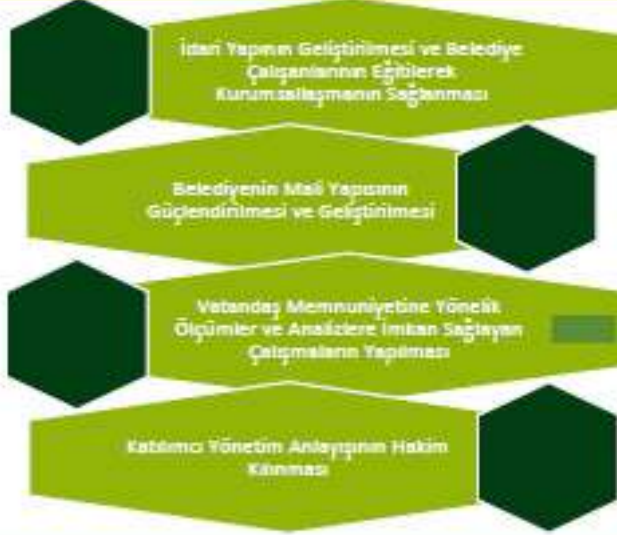 İdari Yapının Geliştirilmesi ve Belediye
Çalışanlarının Eğitilerek
Kurumsallaşmanın Sağlanması
Belediyenin Mali Yapısının
Güçlendirilmesi ve Geliştirilmesi
Vatandaş Memnuniyetine Yönelik
Ölçümler ve Analizlere İmkan Sağlayan
Çalışmaların Yapılması
Katılımcı Yönetim Anlayışının Hakim
Kılınması